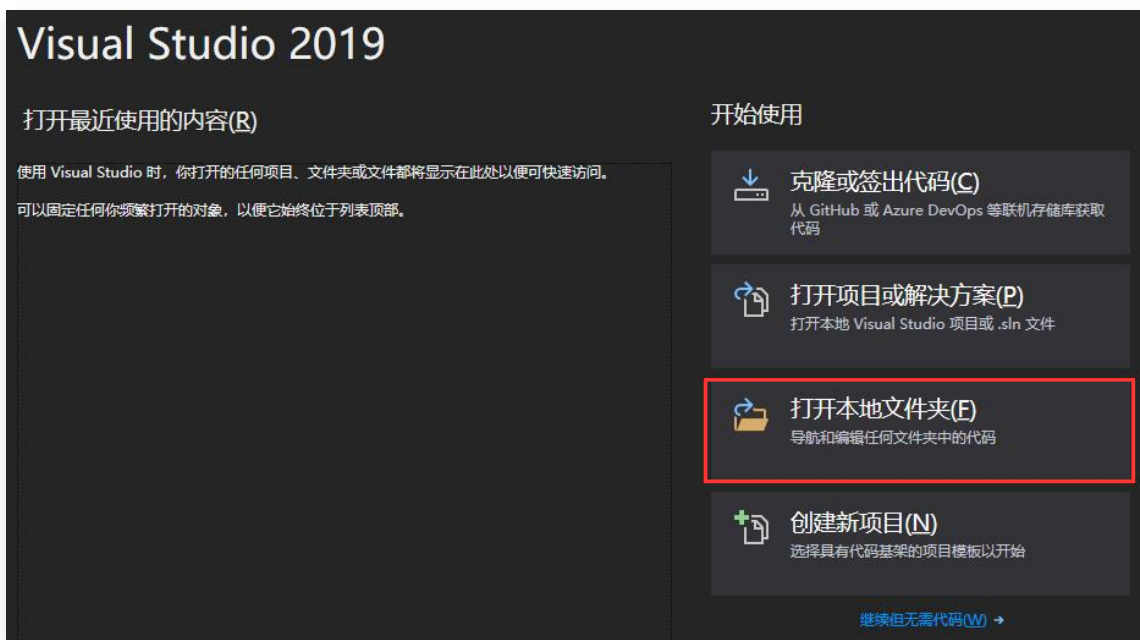 Visual Studio 2019
打开最近使用的内容(R)
使用 Visual Studio 时，你打开的任何项目、文件夹或文件都将显示在此处以便可快速访问。
可以固定任何你频繁打开的对象，以便它始终位于列表顶部。
开始使用
克隆或签出代码(C)
从 GitHub 或 Azure DevOps 等联机存储库获取
代码
打开项目或解决方案(P)
打开本地 Visual Studio 项目或 .sln 文件
打开本地文件夹(F)
导航和编辑任何文件夹中的代码
创建新项目(N)
选择具有代码基架的项目模板以开始
继续但无需代码(W) →